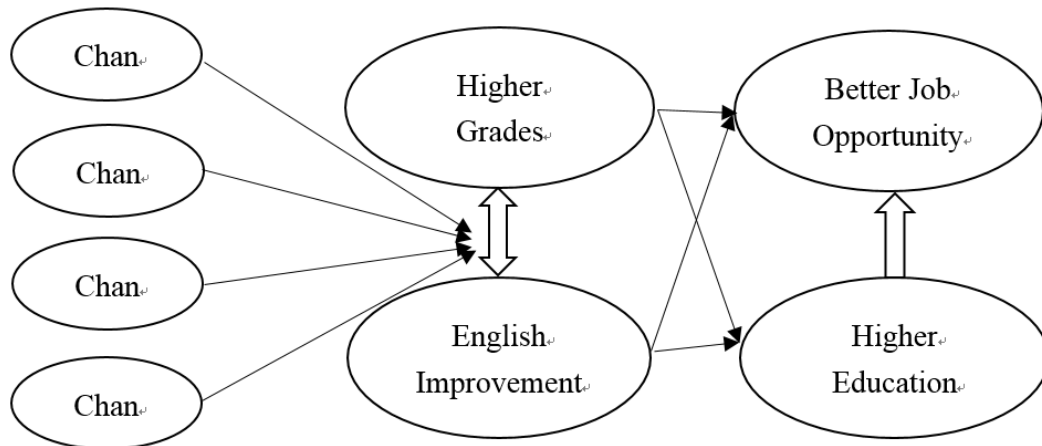 Chan
Chan
Chan
Chan
Higher
Grades
English
Improvement
Better Job
Opportunity
Higher
Education